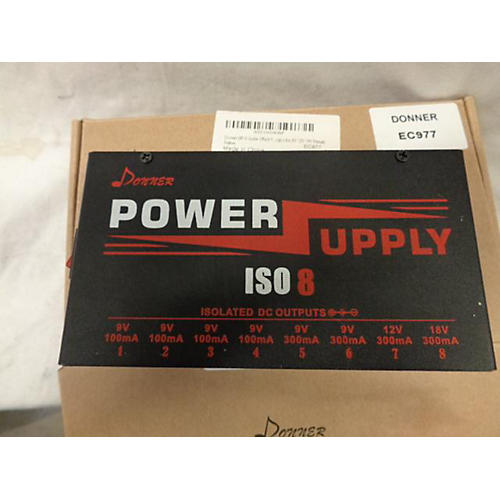 DONNER
EC977
EC977
DONNER
POWER SUPPLY
ISO 8
ISOLATED DC OUTPUTS
9V 9V 9V 9V 9V 9V 12V 18V
100mA 100mA 100mA 100mA 300mA 300mA 300mA 300mA
1 2 3 4 5 6 7 8
DONNER